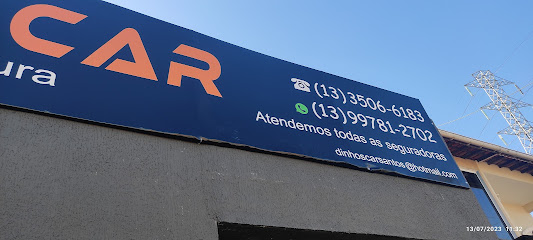 CAR
ura
(13)3506-6183
(13)99781-2702
Atendemos todas as seguradoras
dinhoscarsantos@hotmail.com
13/07/2023 11:32